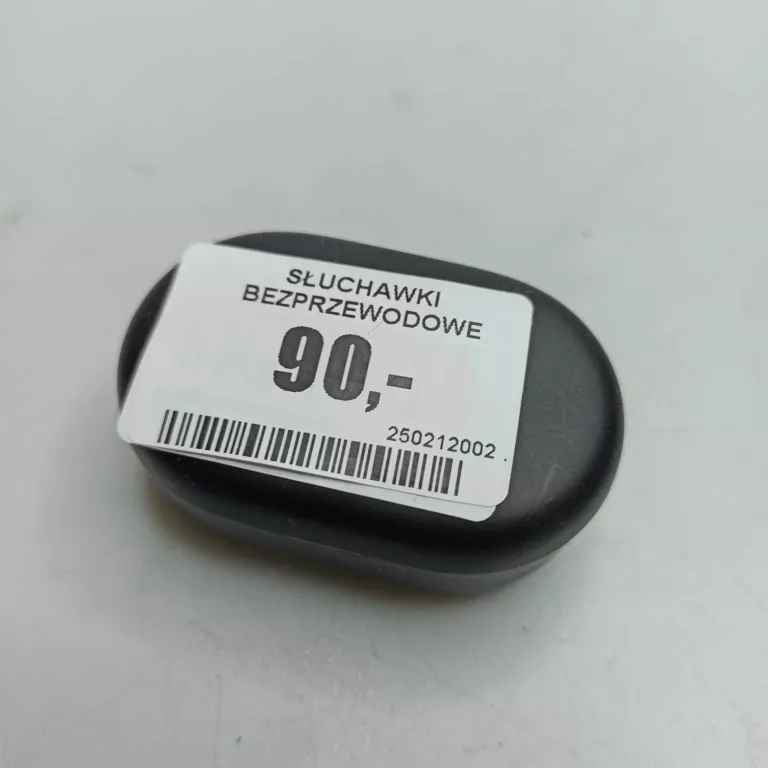 SŁUCHAWKI
BEZPRZEWODOWE
90,-
250212002 .